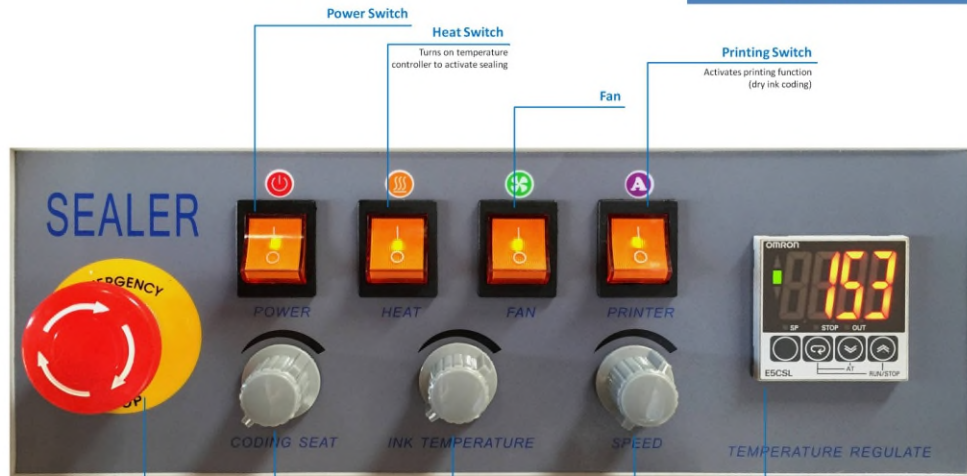 Power Switch
Heat Switch
Turns on temperature
controller to activate sealing
Printing Switch
Activates printing function
(dry ink coding)
Fan
SEALER
EMERGENCY
POWER
HEAT
FAN
PRINTER
A
OMRON
153
SP STOP OUT
AT
RUN/STOP
E5CSL
CODING SEAT
INK TEMPERATURE
SPEED
TEMPERATURE REGULATE